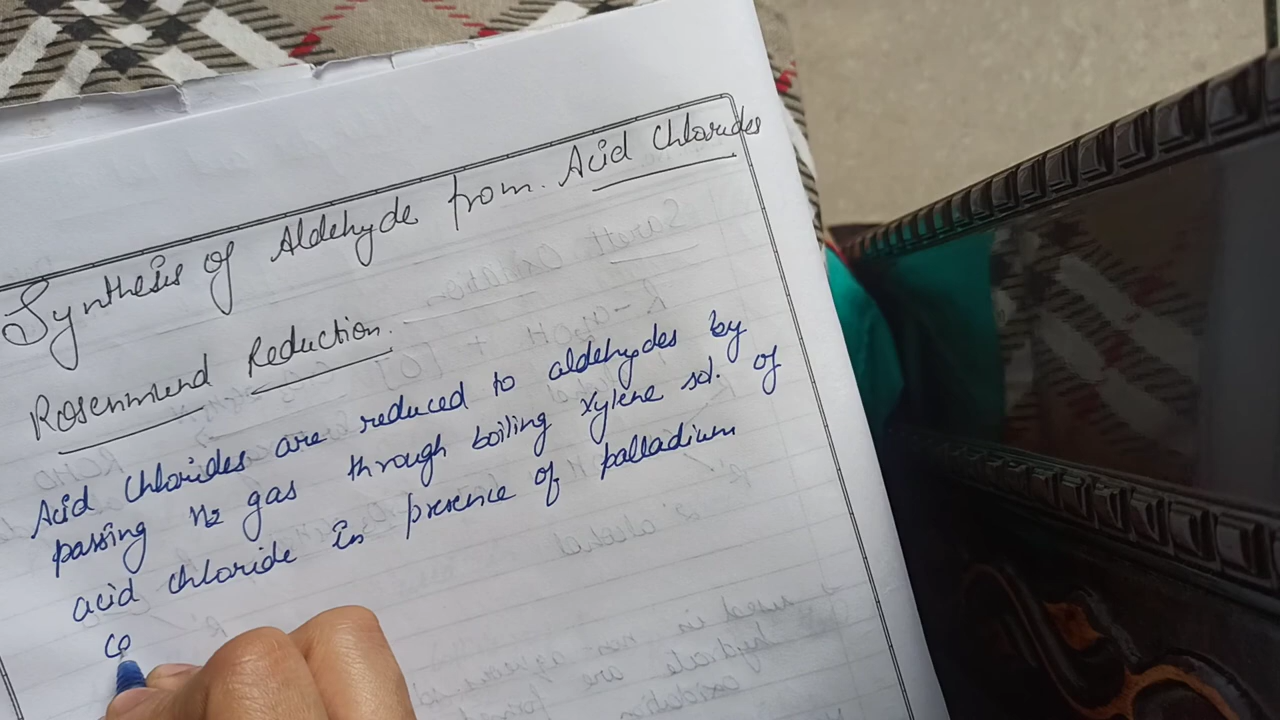 Synthesis of Aldehyde from. Acid Chlorides
Rosenmund Reduction.
Acid Chlorides are reduced to aldehydes by
passing H2 gas through boiling xylene sol. of
acid chloride in presence of palladium
co